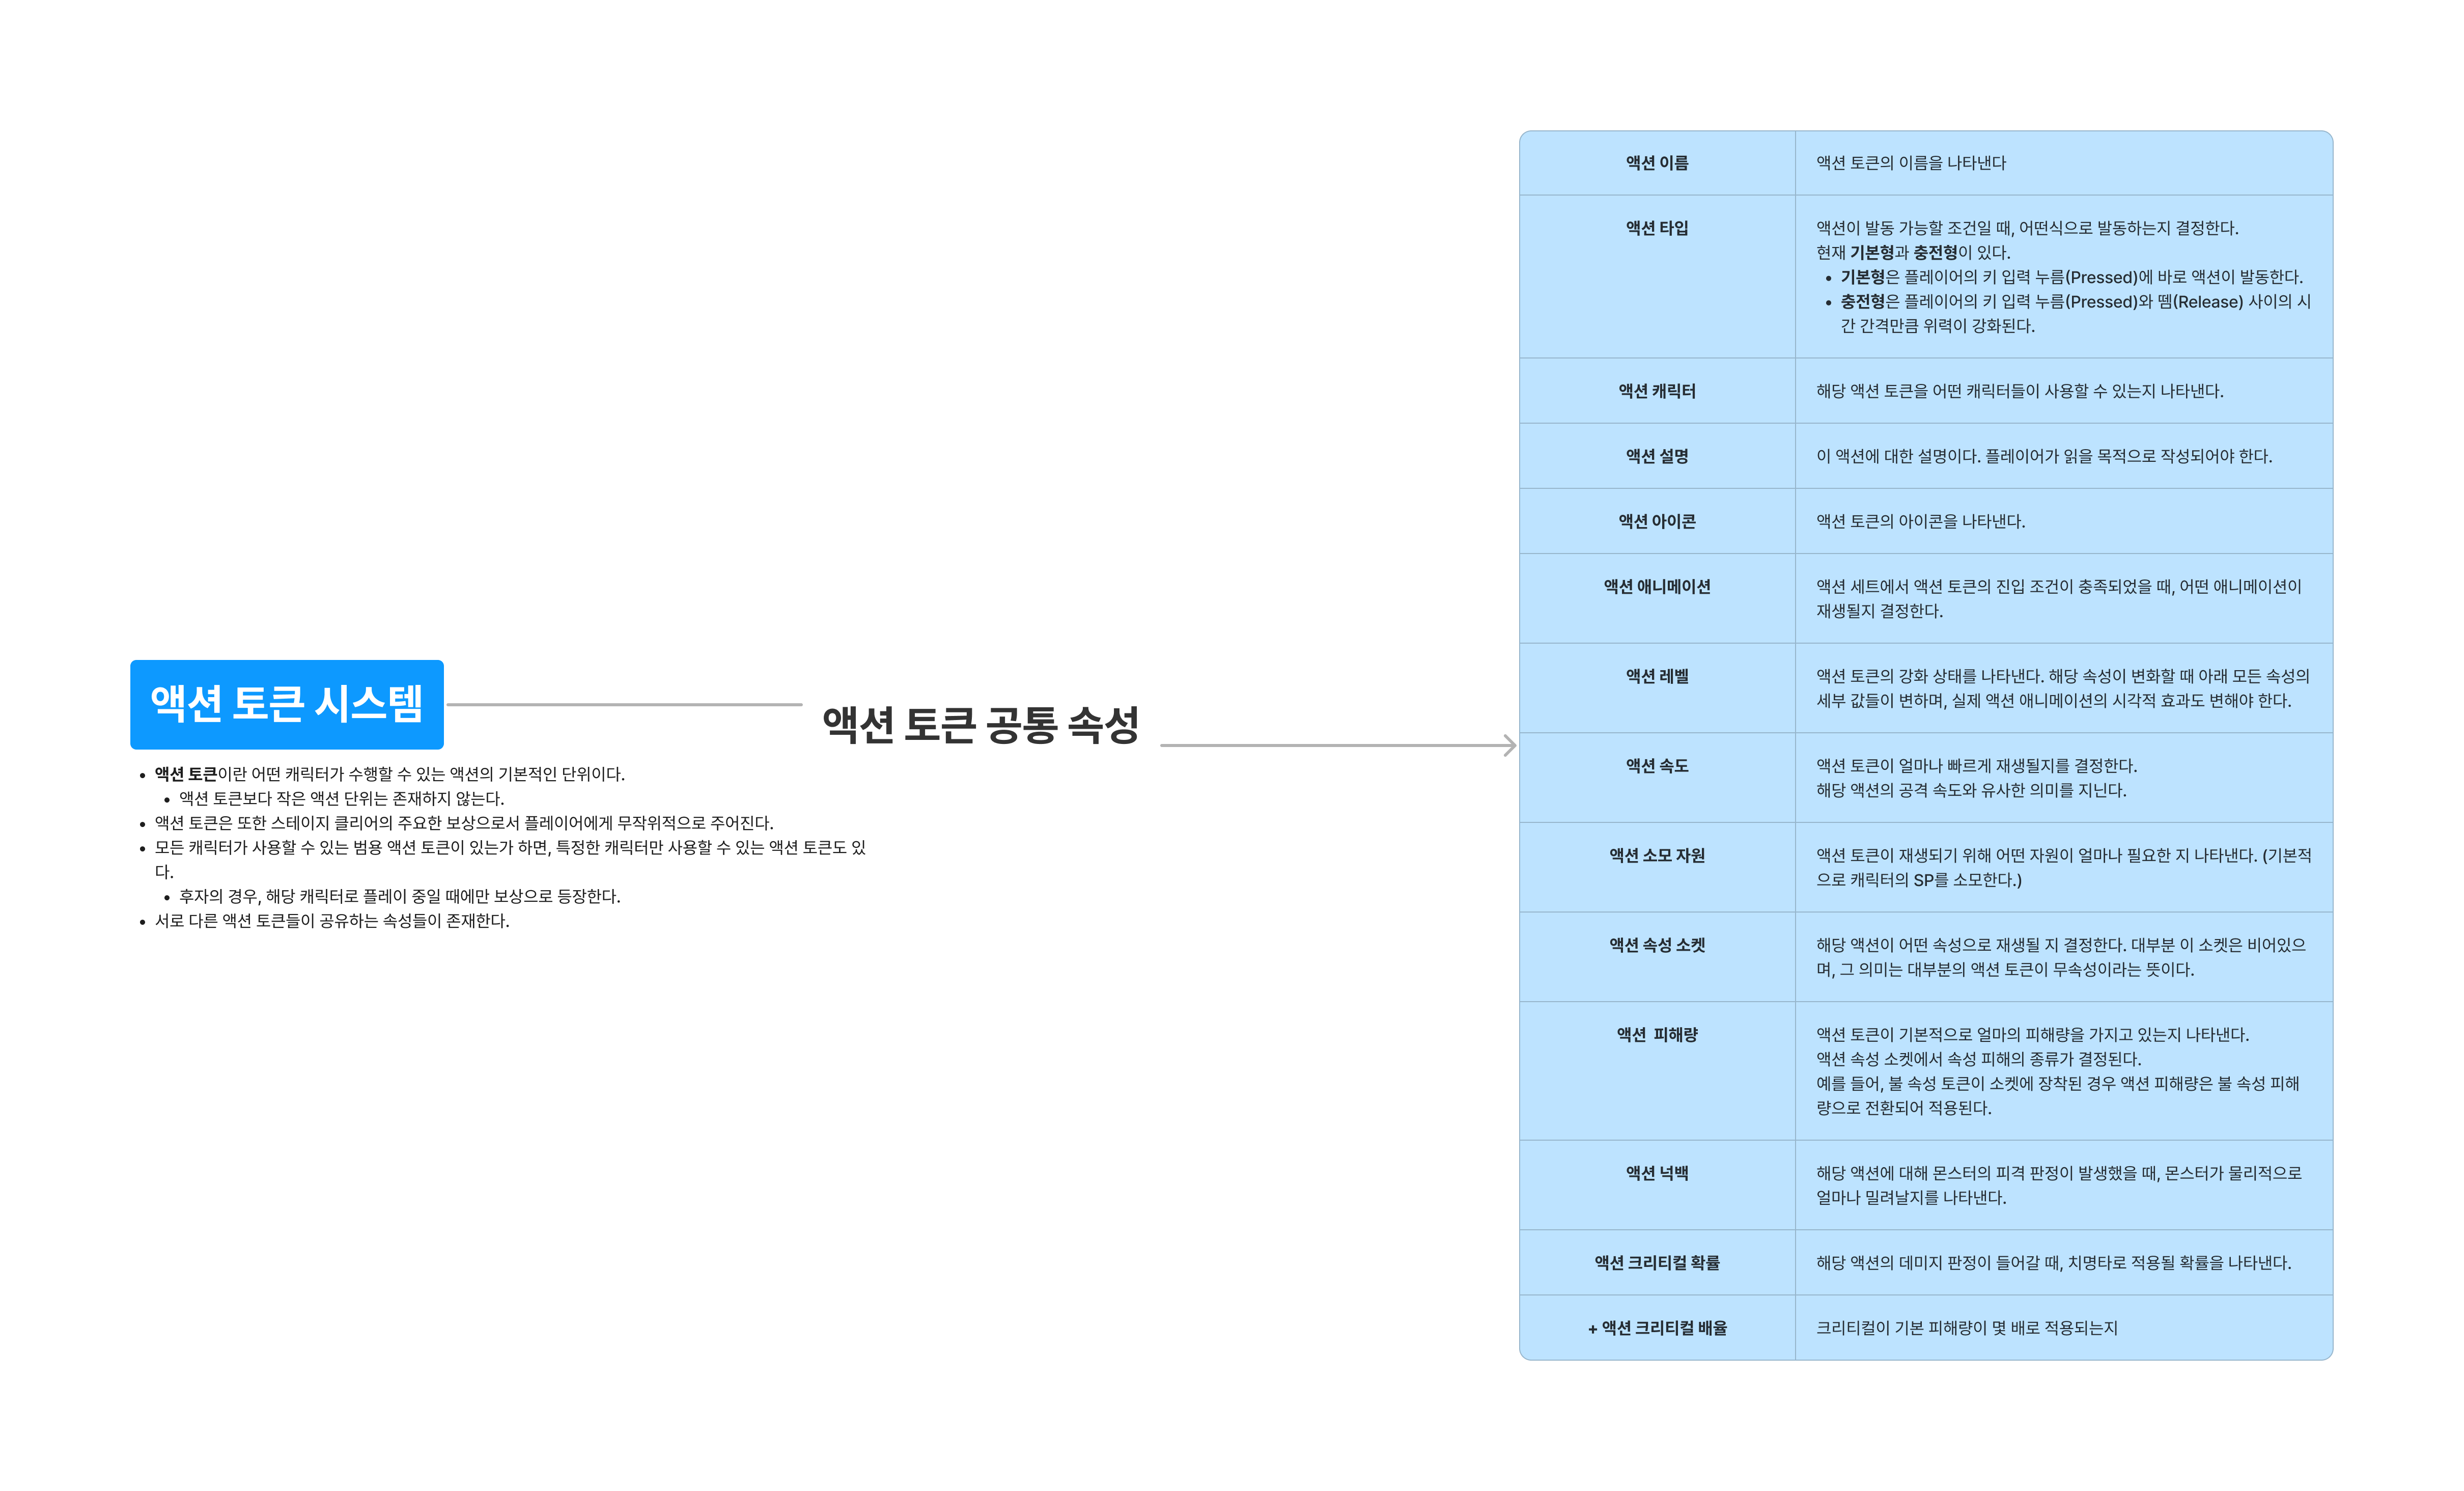 액션 토큰 시스템
• 액션 토큰이란 어떤 캐릭터가 수행할 수 있는 액션의 기본적인 단위이다.
• 액션 토큰보다 작은 액션 단위는 존재하지 않는다.
• 액션 토큰은 또한 스테이지 클리어의 주요한 보상으로서 플레이어에게 무작위적으로 주어진다.
• 모든 캐릭터가 사용할 수 있는 범용 액션 토큰이 있는가 하면, 특정한 캐릭터만 사용할 수 있는 액션 토큰도 있
다.
• 후자의 경우, 해당 캐릭터로 플레이 중일 때에만 보상으로 등장한다.
• 서로 다른 액션 토큰들이 공유하는 속성들이 존재한다.
액션 토큰 공통 속성
액션 이름
액션 토큰의 이름을 나타낸다
액션 타입
액션이 발동 가능할 조건일 때, 어떤식으로 발동하는지 결정한다.
현재 기본형과 충전형이 있다.
• 기본형은 플레이어의 키 입력 누름(Pressed)에 바로 액션이 발동한다.
• 충전형은 플레이어의 키 입력 누름(Pressed)와 뗌(Release) 사이의 시
간 간격만큼 위력이 강화된다.
액션 캐릭터
해당 액션 토큰을 어떤 캐릭터들이 사용할 수 있는지 나타낸다.
액션 설명
이 액션에 대한 설명이다. 플레이어가 읽을 목적으로 작성되어야 한다.
액션 아이콘
액션 토큰의 아이콘을 나타낸다.
액션 애니메이션
액션 세트에서 액션 토큰의 진입 조건이 충족되었을 때, 어떤 애니메이션이
재생될지 결정한다.
액션 레벨
액션 토큰의 강화 상태를 나타낸다. 해당 속성이 변화할 때 아래 모든 속성의
세부 값들이 변하며, 실제 액션 애니메이션의 시각적 효과도 변해야 한다.
액션 속도
액션 토큰이 얼마나 빠르게 재생될지를 결정한다.
해당 액션의 공격 속도와 유사한 의미를 지닌다.
액션 소모 자원
액션 토큰이 재생되기 위해 어떤 자원이 얼마나 필요한 지 나타낸다. (기본적
으로 캐릭터의 SP를 소모한다.)
액션 속성 소켓
해당 액션이 어떤 속성으로 재생될 지 결정한다. 대부분 이 소켓은 비어있으
며, 그 의미는 대부분의 액션 토큰이 무속성이라는 뜻이다.
액션  피해량
액션 토큰이 기본적으로 얼마의 피해량을 가지고 있는지 나타낸다.
액션 속성 소켓에서 속성 피해의 종류가 결정된다.
예를 들어, 불 속성 토큰이 소켓에 장착된 경우 액션 피해량은 불 속성 피해
량으로 전환되어 적용된다.
액션 넉백
해당 액션에 대해 몬스터의 피격 판정이 발생했을 때, 몬스터가 물리적으로
얼마나 밀려날지를 나타낸다.
액션 크리티컬 확률
해당 액션의 데미지 판정이 들어갈 때, 치명타로 적용될 확률을 나타낸다.
+ 액션 크리티컬 배율
크리티컬이 기본 피해량이 몇 배로 적용되는지